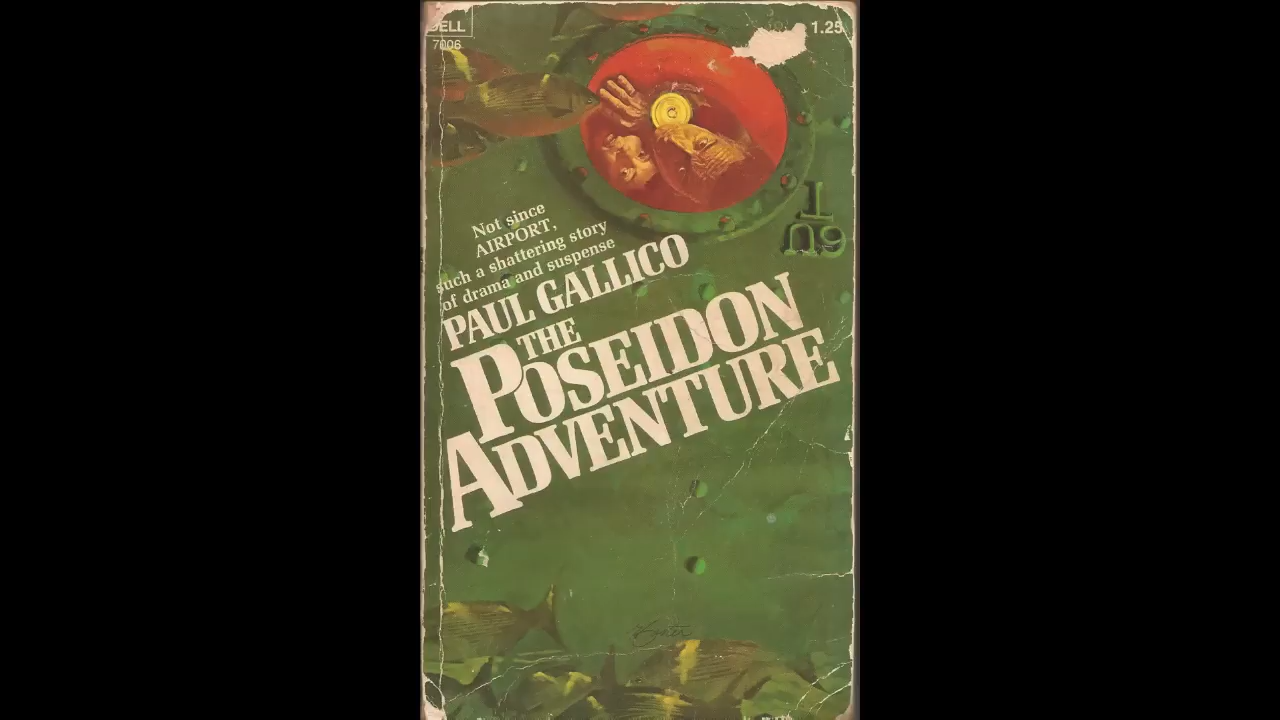 DELL
7006
1.25
Not since
AIRPORT,
such a shattering story
of drama and suspense
PAUL GALLICO
THE
POSEIDON
ADVENTURE